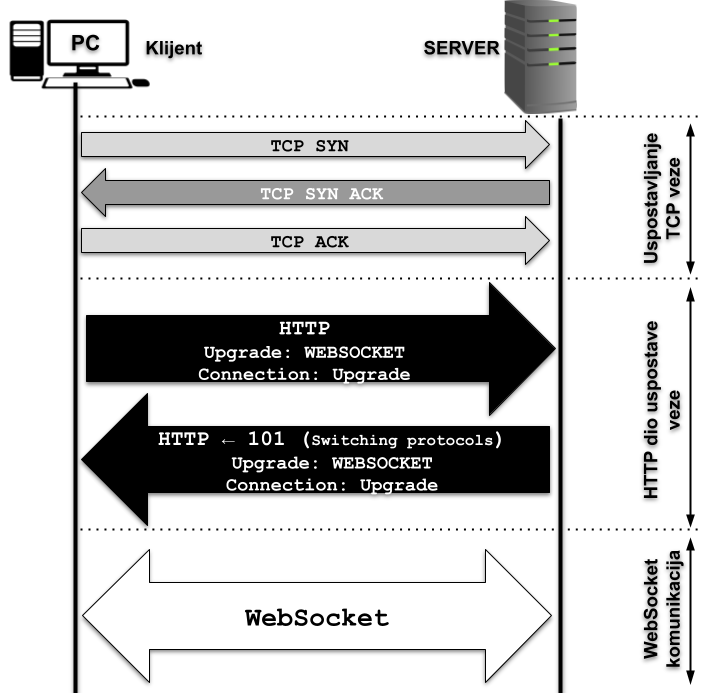 PC
Klijent
SERVER
TCP SYN
TCP SYN ACK
TCP ACK
Uspostavljanje
TCP veze
HTTP
Upgrade: WEBSOCKET
Connection: Upgrade
HTTP ← 101 (Switching protocols)
Upgrade: WEBSOCKET
Connection: Upgrade
HTTP dio uspostave
veze
WebSocket
WebSocket
komunikacija